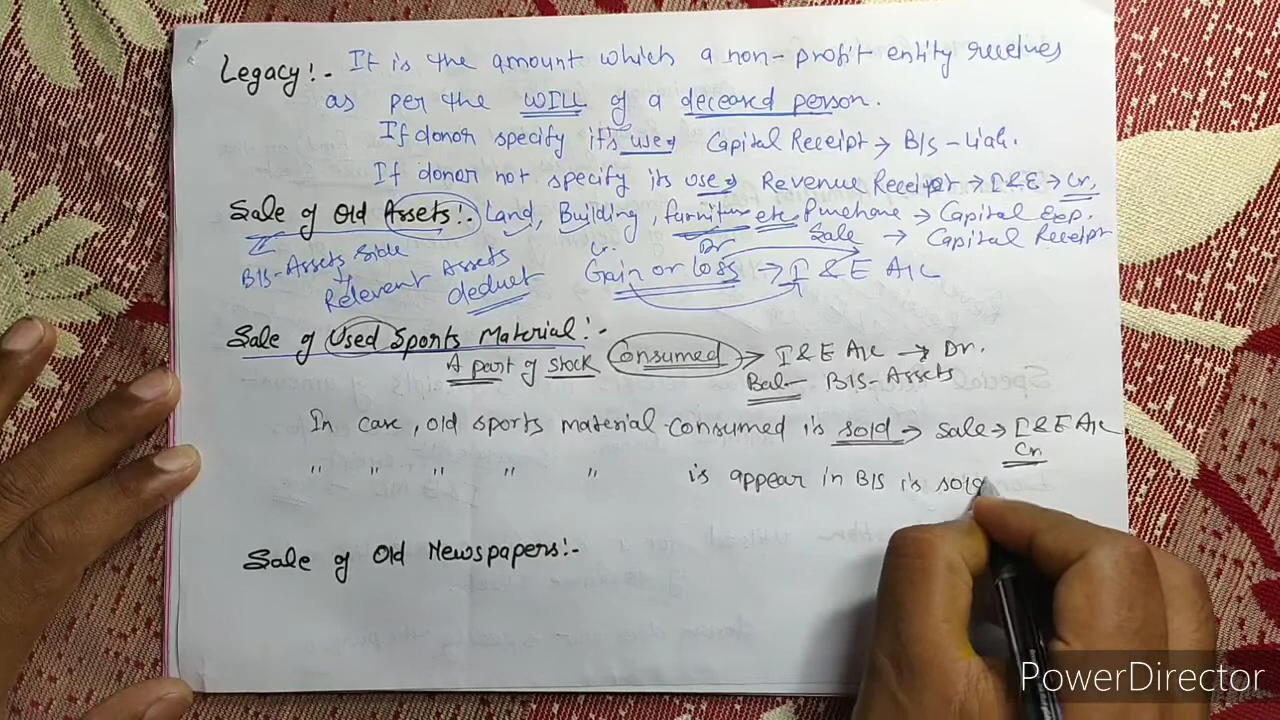 Legacy:- It is the amount which a non-profit entity receives
as per the WILL of a deceased person.
If donor specify it's use → Capital Receipt → B/S - Liab.
If donor not specify its use → Revenue Receipt → I&E → Cr.
Sale of Old Assets:- Land, Building, furniture etc Purchase → Capital Exp.
Dr Sale → Capital Receipt
B/S - Assets side
Relevent Assets
deduct
Cr.
Gain or loss → I & E A/c
Sale of Used Sports Material:-
A part of stock Consumed → I & E A/c → Dr.
Bal - B/S - Assets
In case, old sports material consumed is sold → Sale → I & E A/c
Cr.
" " " " " is appear in B/S is sold
Sale of Old Newspapers:-
PowerDirector